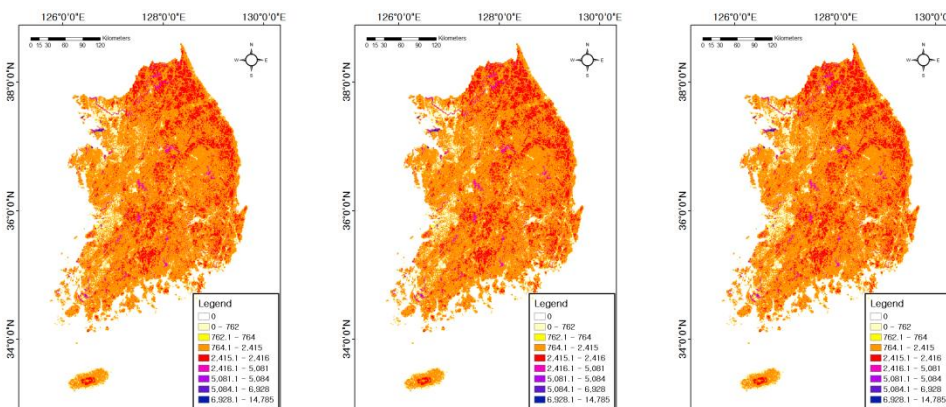 126°0'0"E 128°0'0"E 130°0'0"E
Kilometers
0 15 30 60 90 120
N
W E
S
38°0'0"N
36°0'0"N
34°0'0"N
Legend
0
0 - 762
762.1 - 764
764.1 - 2,415
2,415.1 - 2,416
2,416.1 - 5,081
5,081.1 - 5,084
5,084.1 - 6,928
6,928.1 - 14,785
126°0'0"E 128°0'0"E 130°0'0"E
Kilometers
0 15 30 60 90 120
N
W E
S
38°0'0"N
36°0'0"N
34°0'0"N
Legend
0
0 - 762
762.1 - 764
764.1 - 2,415
2,415.1 - 2,416
2,416.1 - 5,081
5,081.1 - 5,084
5,084.1 - 6,928
6,928.1 - 14,785
126°0'0"E 128°0'0"E 130°0'0"E
Kilometers
0 15 30 60 90 120
N
W E
S
38°0'0"N
36°0'0"N
34°0'0"N
Legend
0
0 - 762
762.1 - 764
764.1 - 2,415
2,415.1 - 2,416
2,416.1 - 5,081
5,081.1 - 5,084
5,084.1 - 6,928
6,928.1 - 14,785